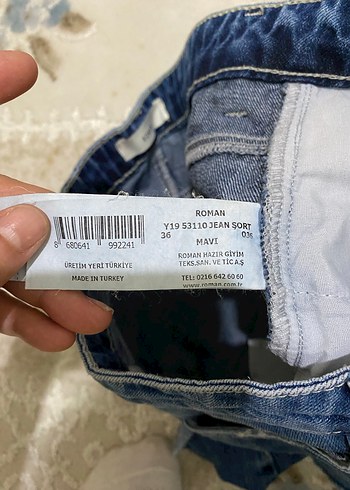 ROMAN
Y19 53110 JEAN ŞORT
36 036
MAVİ
ROMAN HAZIR GİYİM
TEKS.SAN. VE TİC A.Ş
TEL: 0216 642 60 60
www.roman.com.tr
8 680641 992241
ÜRETİM YERİ TÜRKİYE
MADE IN TURKEY